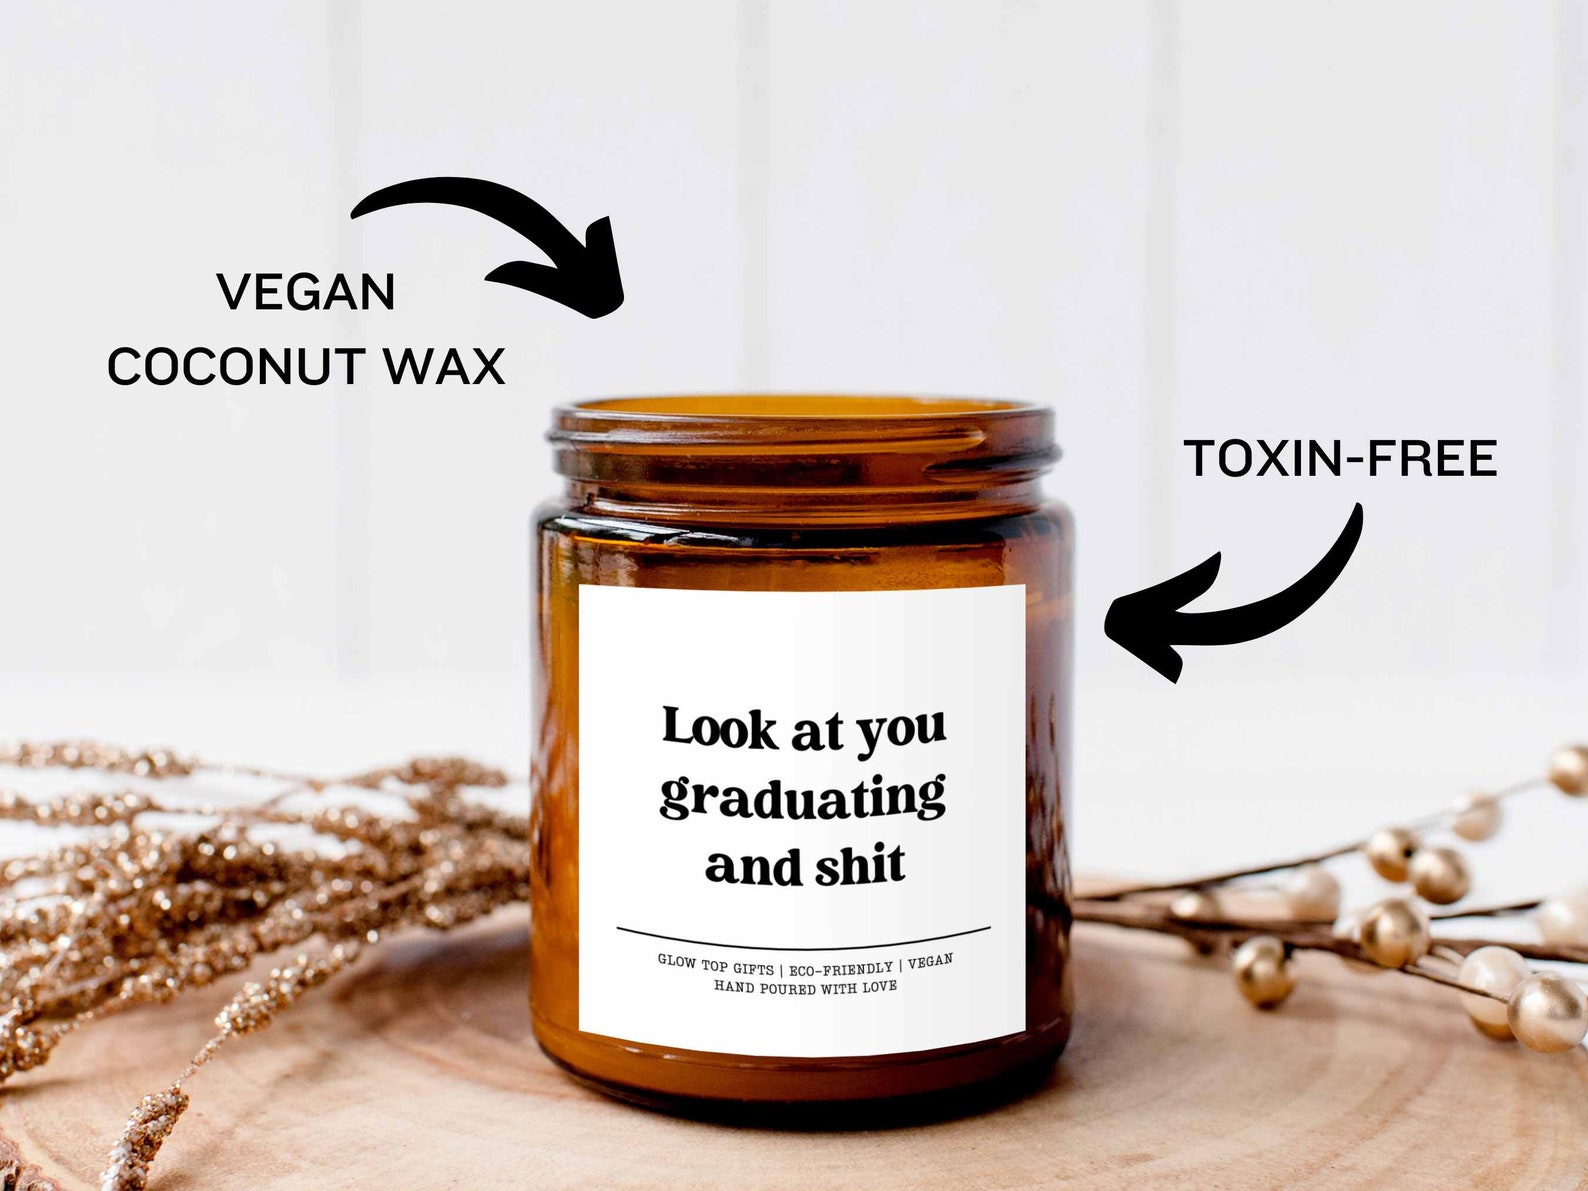 VEGAN
COCONUT WAX
TOXIN-FREE
Look at you
graduating
and shit
GLOW TOP GIFTS | ECO-FRIENDLY | VEGAN
HAND POURED WITH LOVE